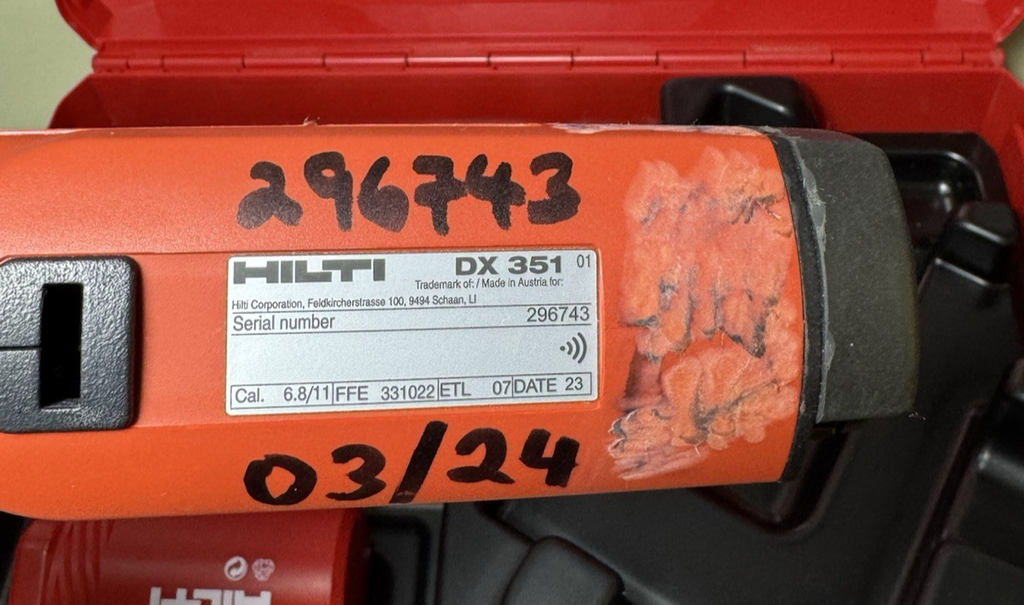 296743
HILTI DX 351 01
Trademark of: / Made in Austria for:
Hilti Corporation, Feldkircherstrasse 100, 9494 Schaan, LI
Serial number 296743
Cal. 6.8/11 FFE 331022 ETL 07 DATE 23
03/24
HILTI